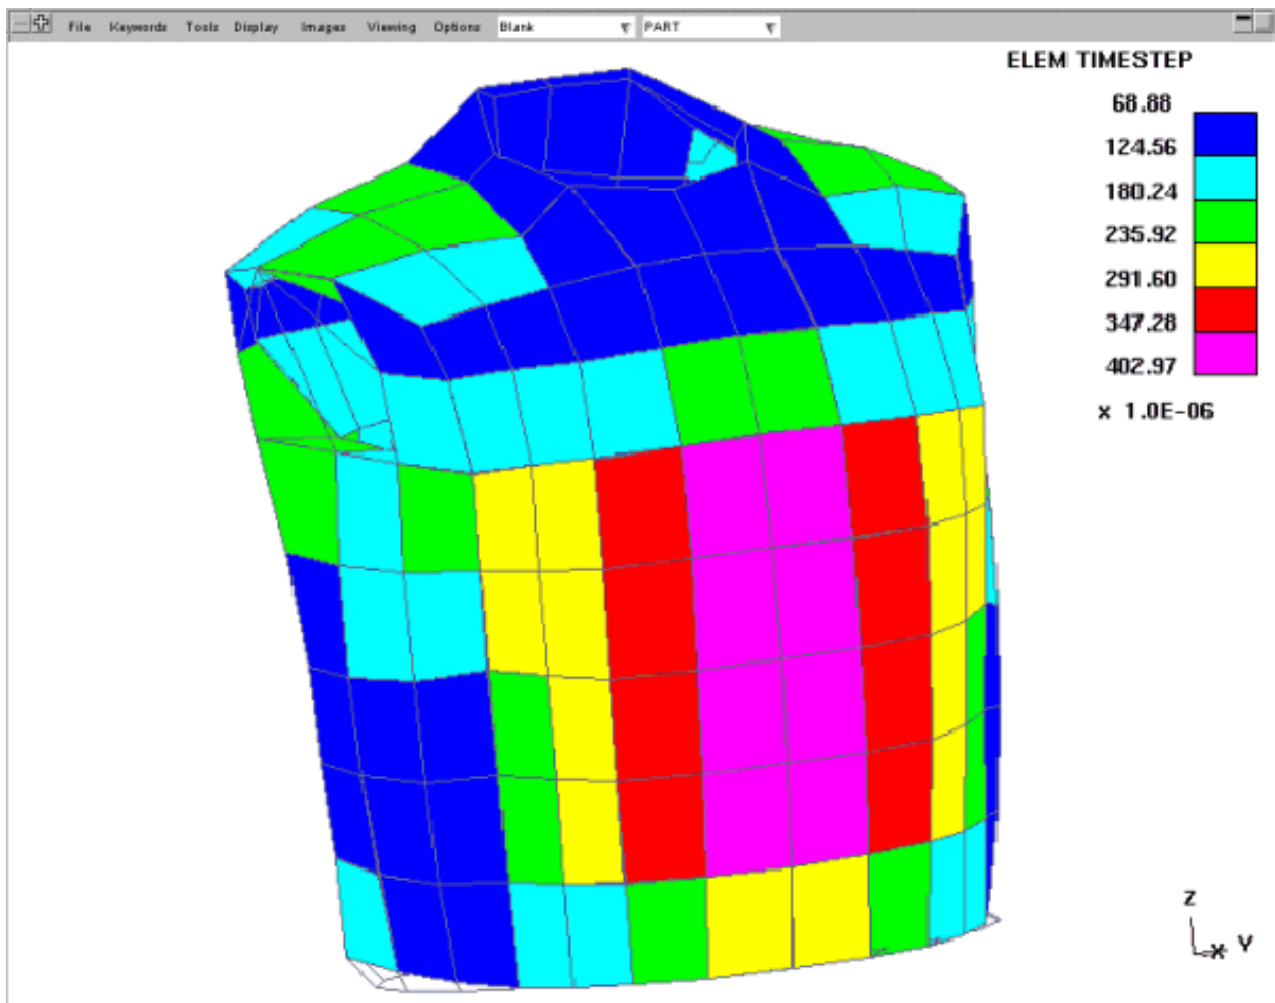 File Keywords Tools Display Images Viewing Options Blank PART
ELEM TIMESTEP
68.88
124.56
180.24
235.92
291.60
347.28
402.97
x 1.0E-06
Z
X Y